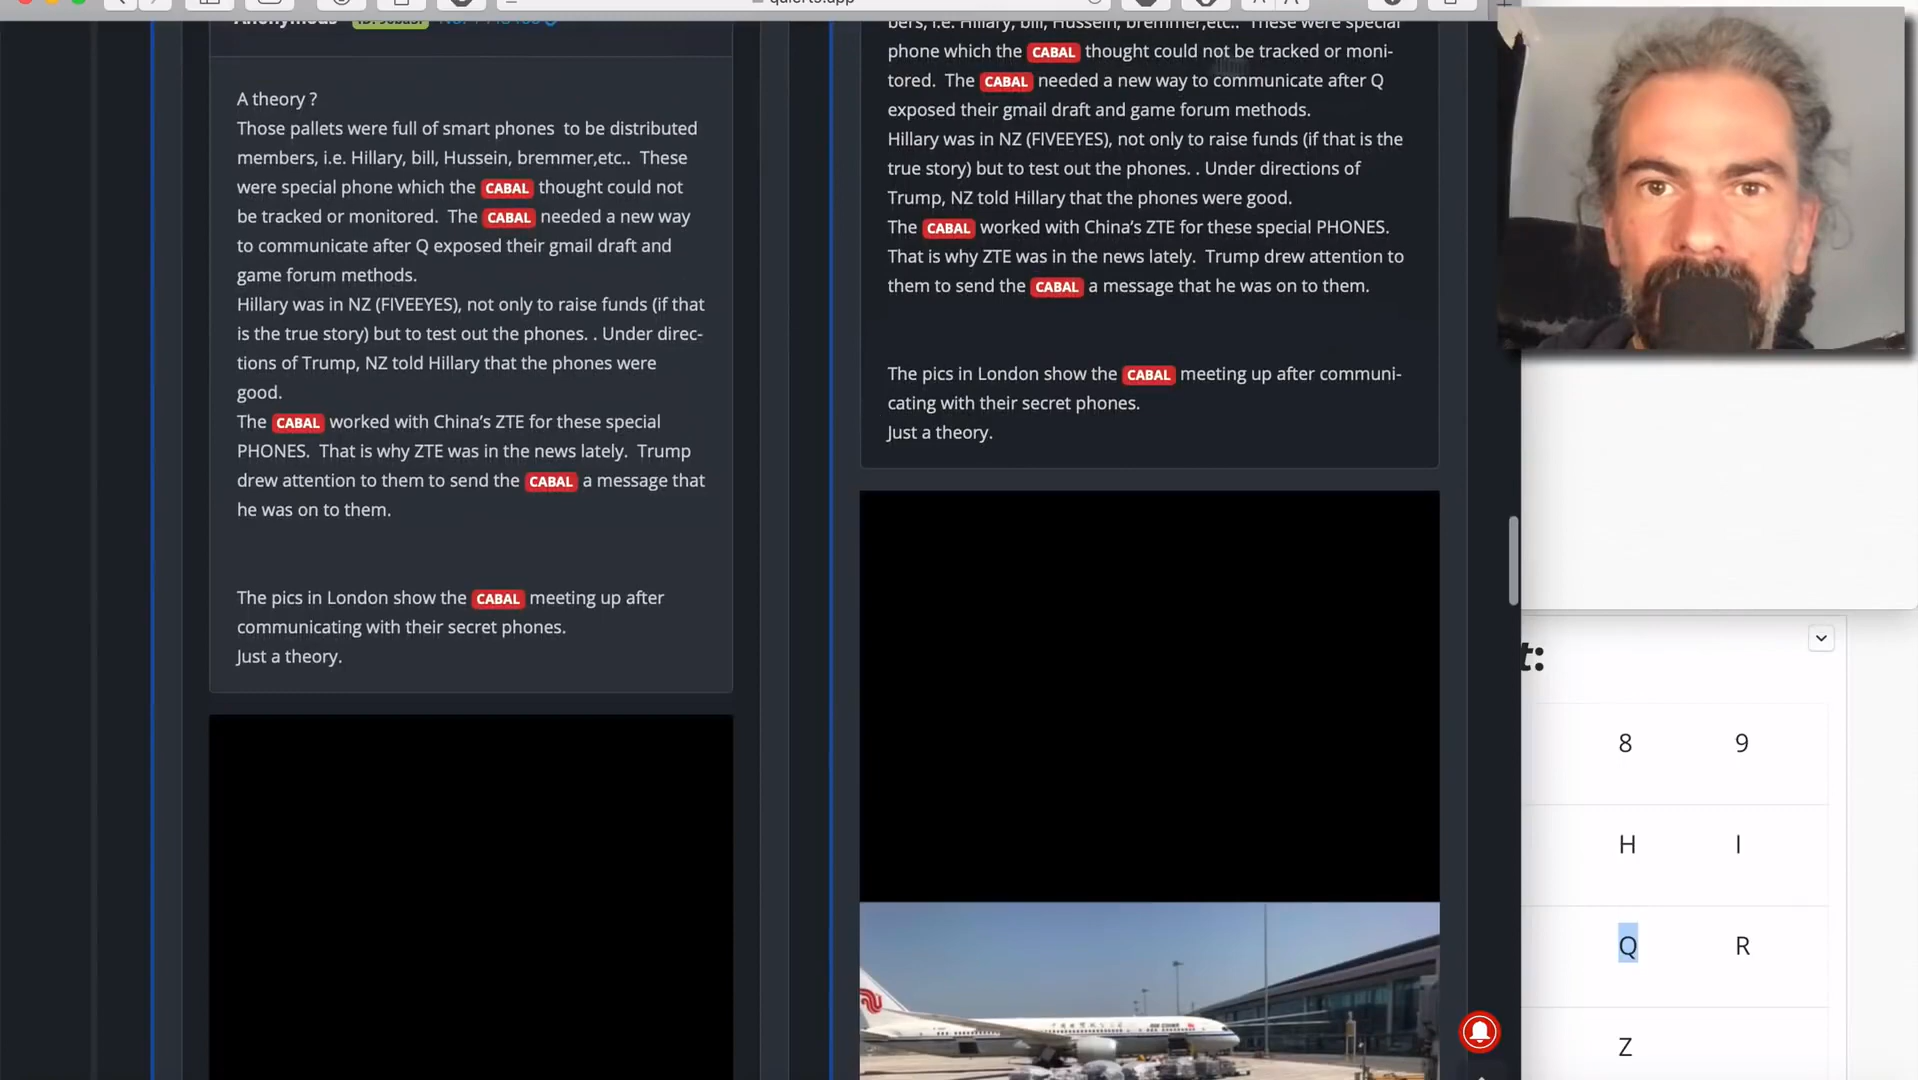 A theory ?
Those pallets were full of smart phones to be distributed
members, i.e. Hillary, bill, Hussein, bremmer,etc.. These
were special phone which the CABAL thought could not
be tracked or monitored. The CABAL needed a new way
to communicate after Q exposed their gmail draft and
game forum methods.
Hillary was in NZ (FIVEEYES), not only to raise funds (if that
is the true story) but to test out the phones. . Under direc-
tions of Trump, NZ told Hillary that the phones were
good.
The CABAL worked with China’s ZTE for these special
PHONES. That is why ZTE was in the news lately. Trump
drew attention to them to send the CABAL a message that
he was on to them.
The pics in London show the CABAL meeting up after
communicating with their secret phones.
Just a theory.
bers, i.e. Hillary, bill, Hussein, bremmer,etc.. These were special
phone which the CABAL thought could not be tracked or moni-
tored. The CABAL needed a new way to communicate after Q
exposed their gmail draft and game forum methods.
Hillary was in NZ (FIVEEYES), not only to raise funds (if that is the
true story) but to test out the phones. . Under directions of
Trump, NZ told Hillary that the phones were good.
The CABAL worked with China’s ZTE for these special PHONES.
That is why ZTE was in the news lately. Trump drew attention to
them to send the CABAL a message that he was on to them.
The pics in London show the CABAL meeting up after communi-
cating with their secret phones.
Just a theory.
t:
8 9
H I
Q R
Z